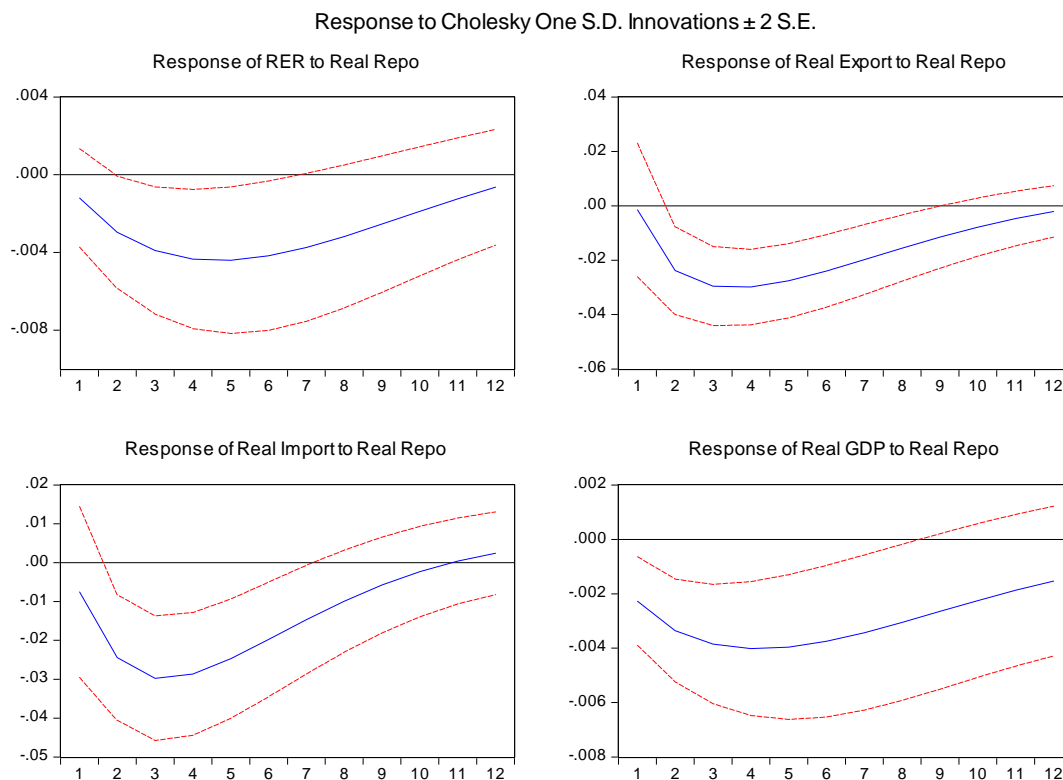 Response to Cholesky One S.D. Innovations ± 2 S.E.
Response of RER to Real Repo
.004
.000
-.004
-.008
1 2 3 4 5 6 7 8 9 10 11 12
Response of Real Export to Real Repo
.04
.02
.00
-.02
-.04
-.06
1 2 3 4 5 6 7 8 9 10 11 12
Response of Real Import to Real Repo
.02
.01
.00
-.01
-.02
-.03
-.04
-.05
1 2 3 4 5 6 7 8 9 10 11 12
Response of Real GDP to Real Repo
.002
.000
-.002
-.004
-.006
-.008
1 2 3 4 5 6 7 8 9 10 11 12